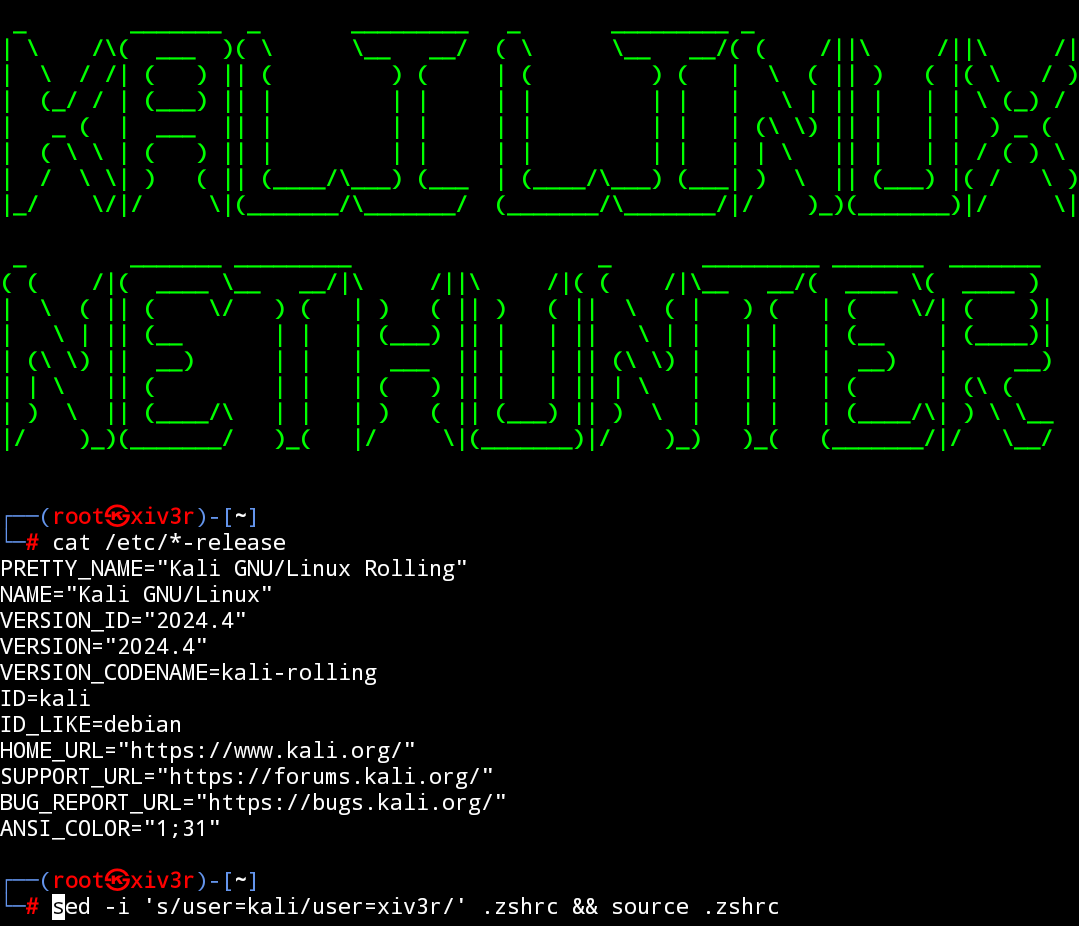 KALI LINUX
NETHUNTER
┌──(root㉿xiv3r)-[~]
└─# cat /etc/*-release
PRETTY_NAME="Kali GNU/Linux Rolling"
NAME="Kali GNU/Linux"
VERSION_ID="2024.4"
VERSION="2024.4"
VERSION_CODENAME=kali-rolling
ID=kali
ID_LIKE=debian
HOME_URL="https://www.kali.org/"
SUPPORT_URL="https://forums.kali.org/"
BUG_REPORT_URL="https://bugs.kali.org/"
ANSI_COLOR="1;31"
┌──(root㉿xiv3r)-[~]
└─# sed -i 's/user=kali/user=xiv3r/' .zshrc && source .zshrc